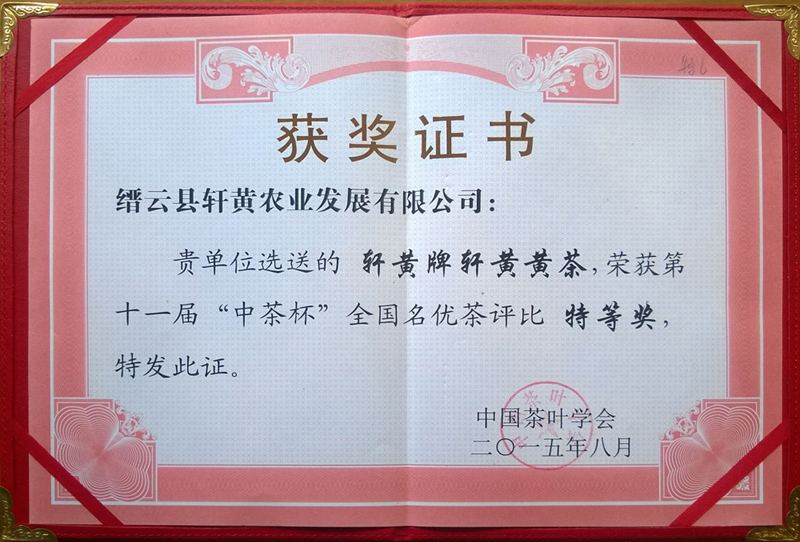 获奖证书
缙云县轩黄农业发展有限公司：
贵单位选送的 轩黄牌轩黄黄茶，荣获第
十一届“中茶杯”全国名优茶评比 特等奖，
特发此证。
中国茶叶学会
二〇一五年八月